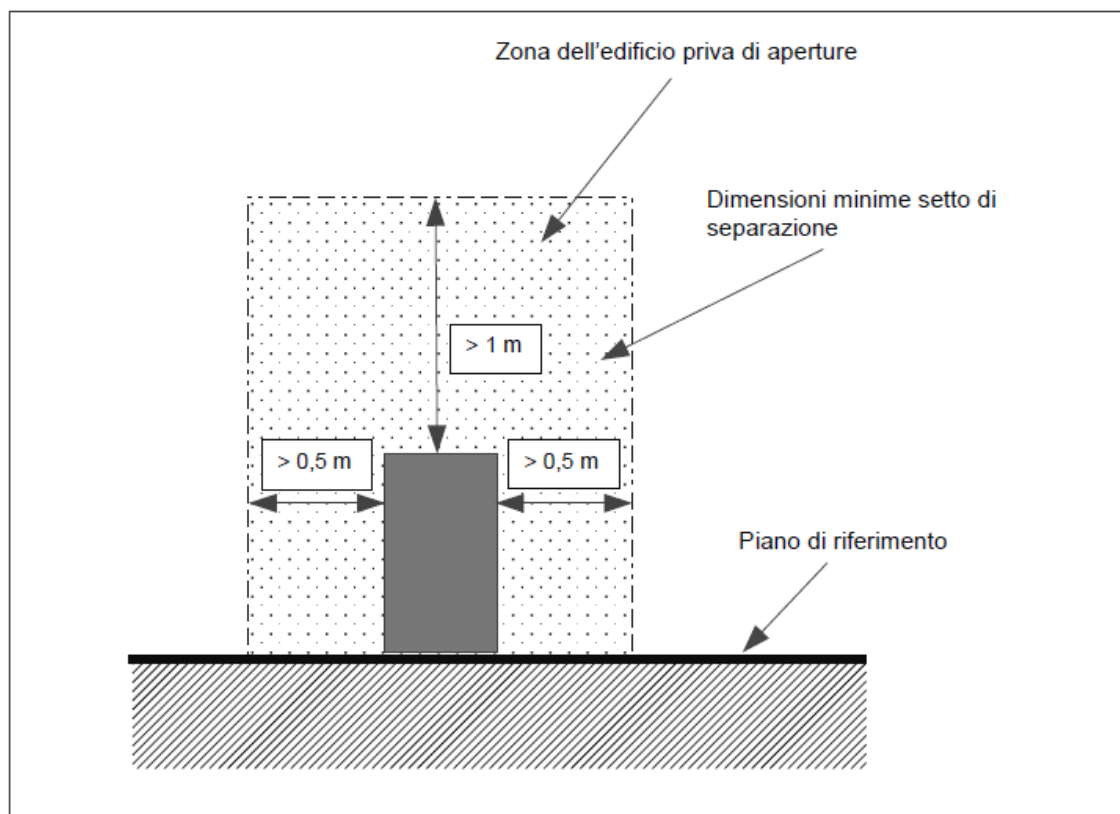 Zona dell'edificio priva di aperture
Dimensioni minime setto di
separazione
> 1 m
> 0,5 m
> 0,5 m
Piano di riferimento